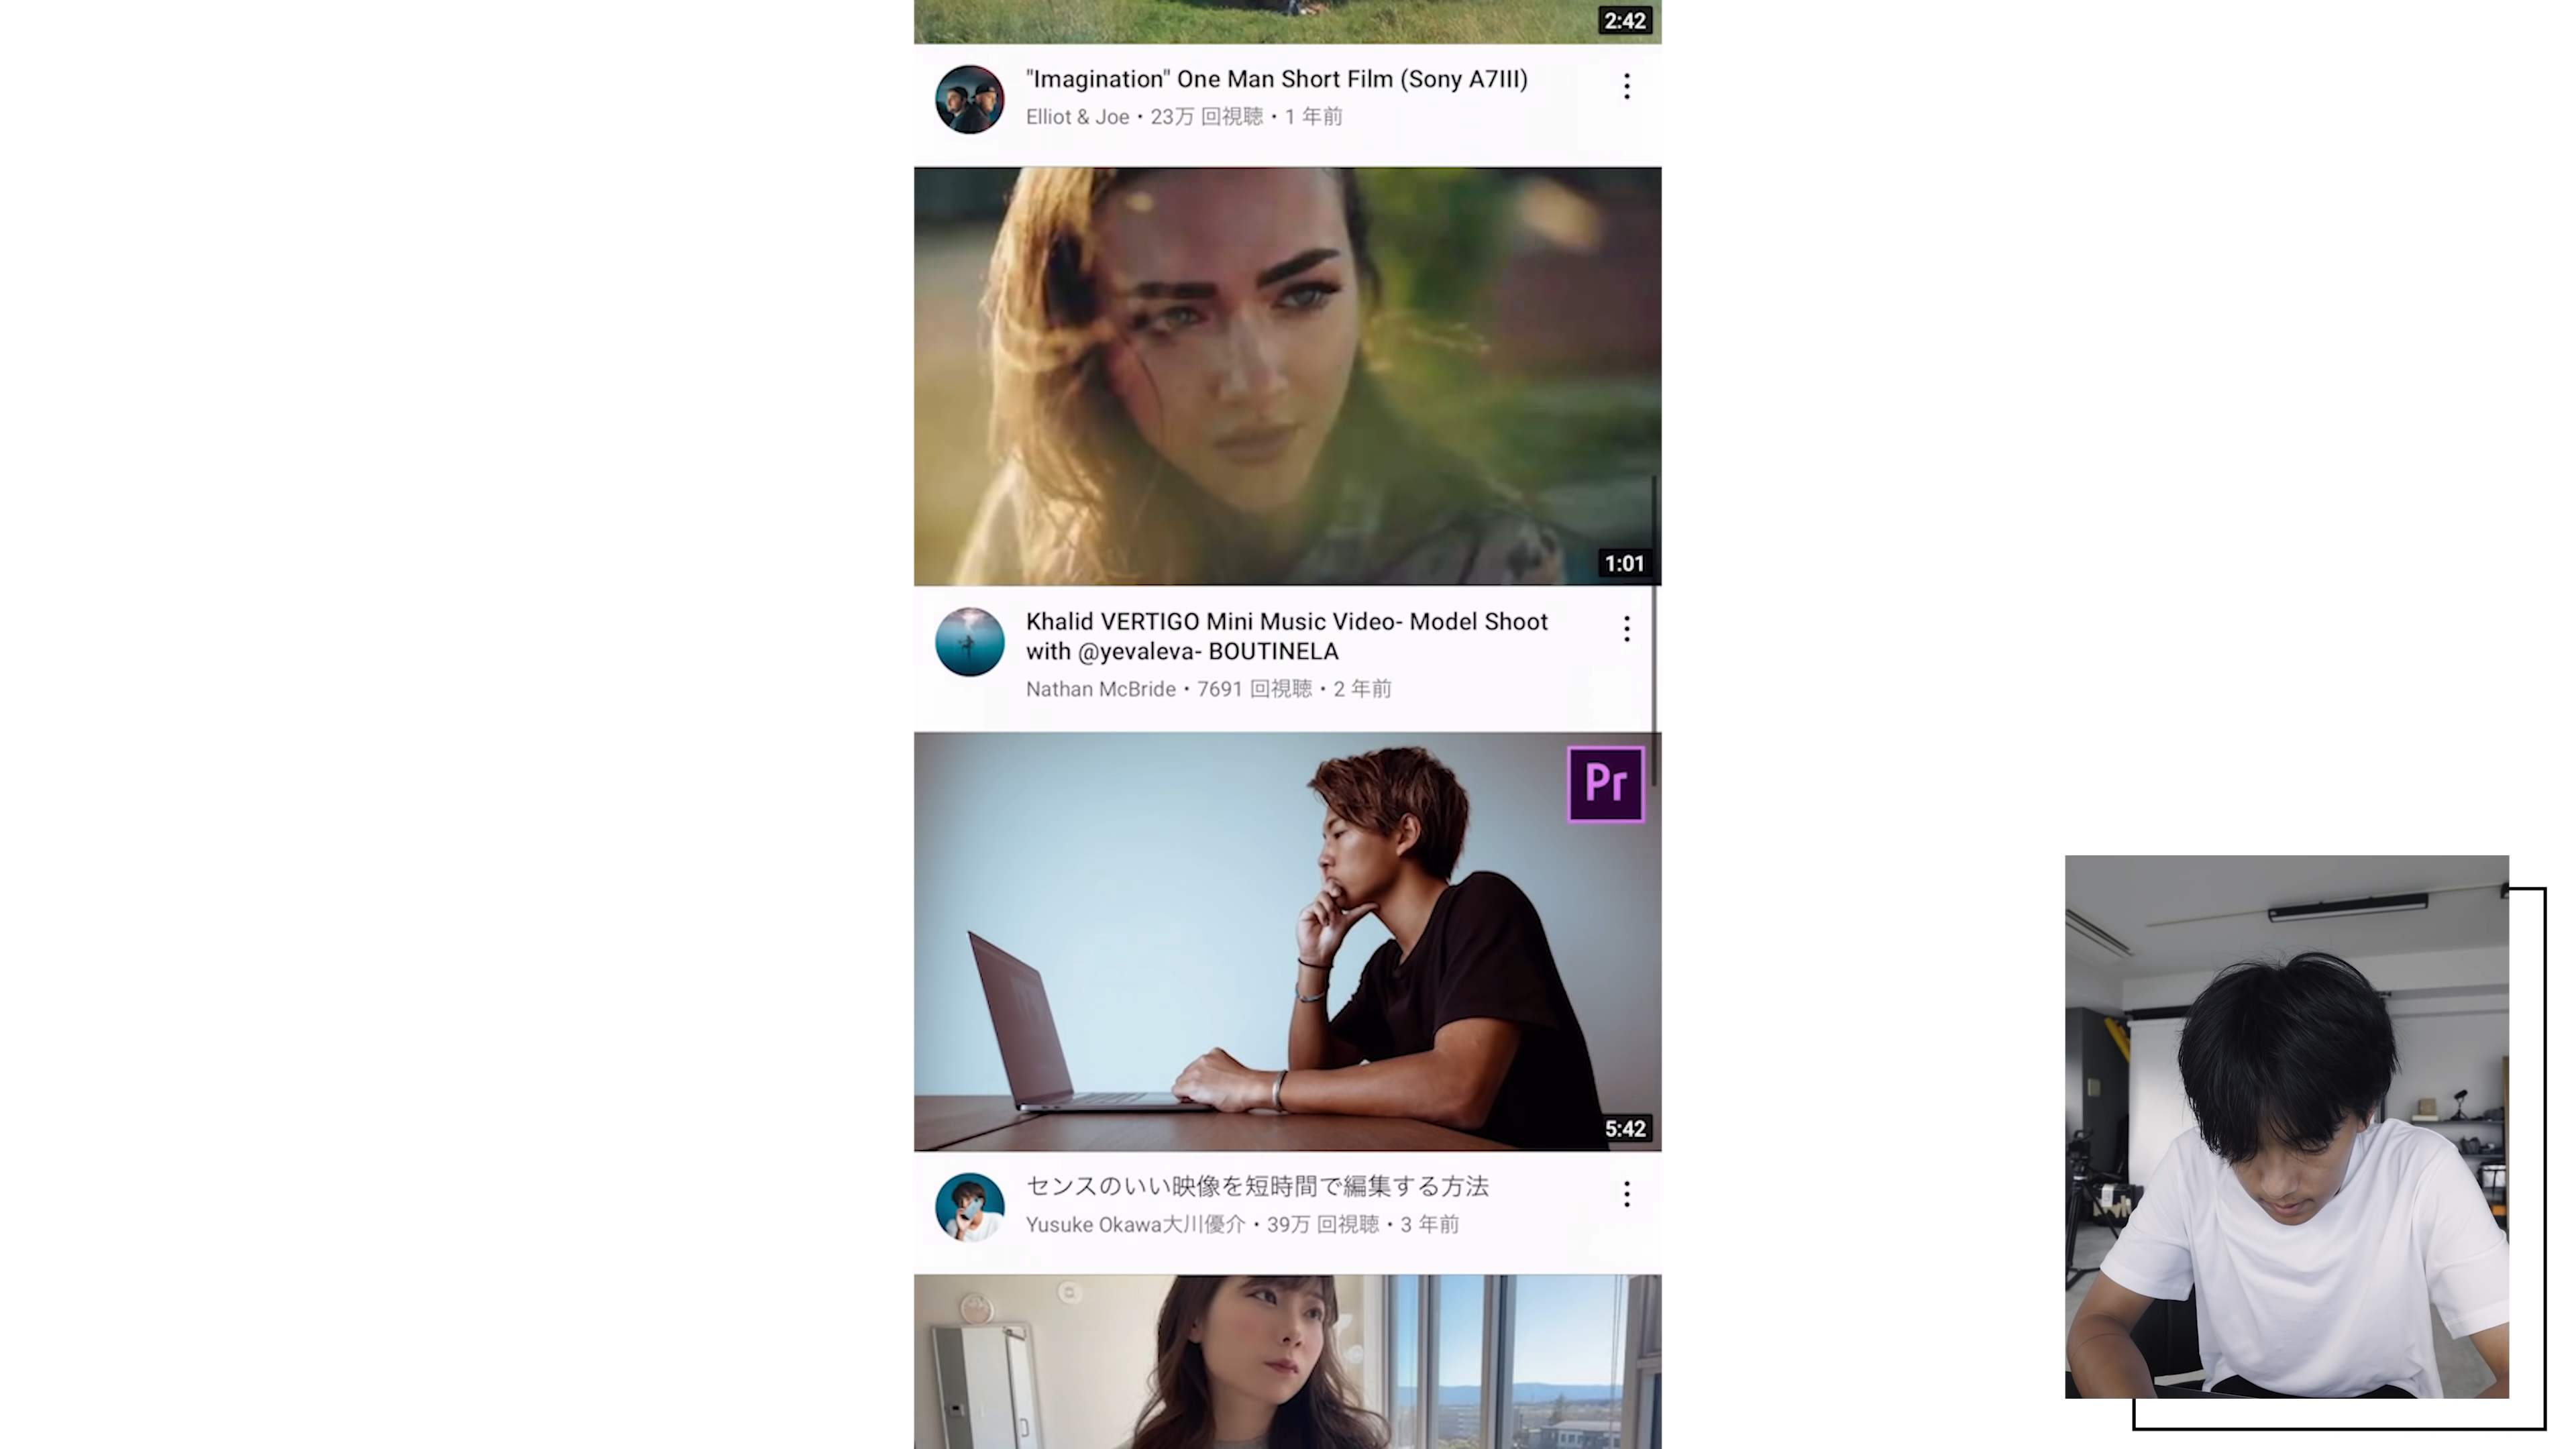 2:42
"Imagination" One Man Short Film (Sony A7III)
Elliot & Joe・23万 回視聴・1 年前
1:01
Khalid VERTIGO Mini Music Video- Model Shoot
with @yevaleva- BOUTINELA
Nathan McBride・7691 回視聴・2 年前
Pr
5:42
センスのいい映像を短時間で編集する方法
Yusuke Okawa大川優介・39万 回視聴・3 年前